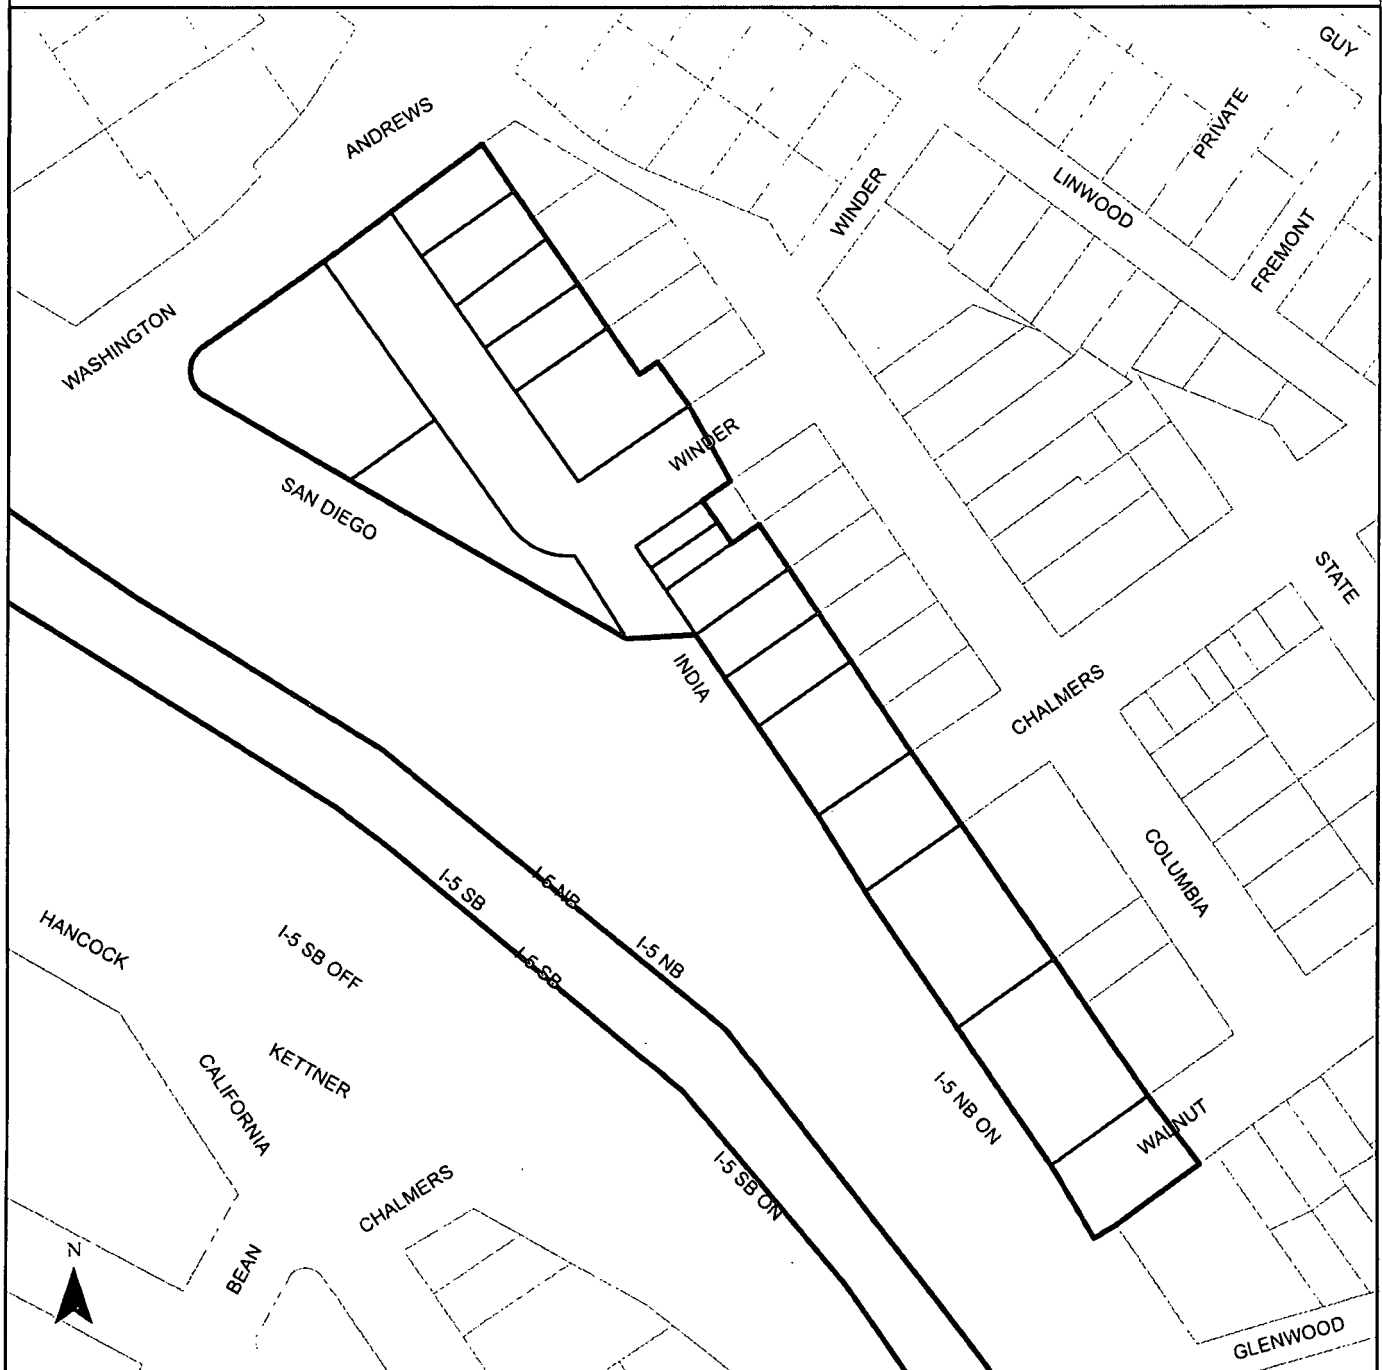 GUY
ANDREWS
PRIVATE
WINDER
LINWOOD
FREMONT
WASHINGTON
WINDER
SAN DIEGO
STATE
INDIA
CHALMERS
COLUMBIA
I-5 SB
I-5 NB
HANCOCK
I-5 SB OFF
I-5 SB
I-5 NB
CALIFORNIA
KETTNER
I-5 NB ON
WALNUT
CHALMERS
I-5 SB ON
N
BEAN
GLENWOOD